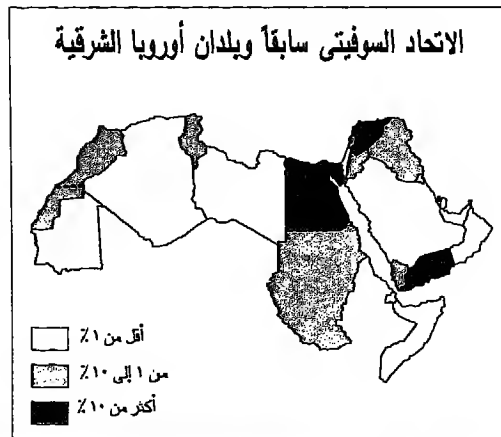 الاتحاد السوفيتى سابقاً وبلدان أوروبا الشرقية
أقل من ١٪
من ١ إلى ١٠٪
أكثر من ١٠٪